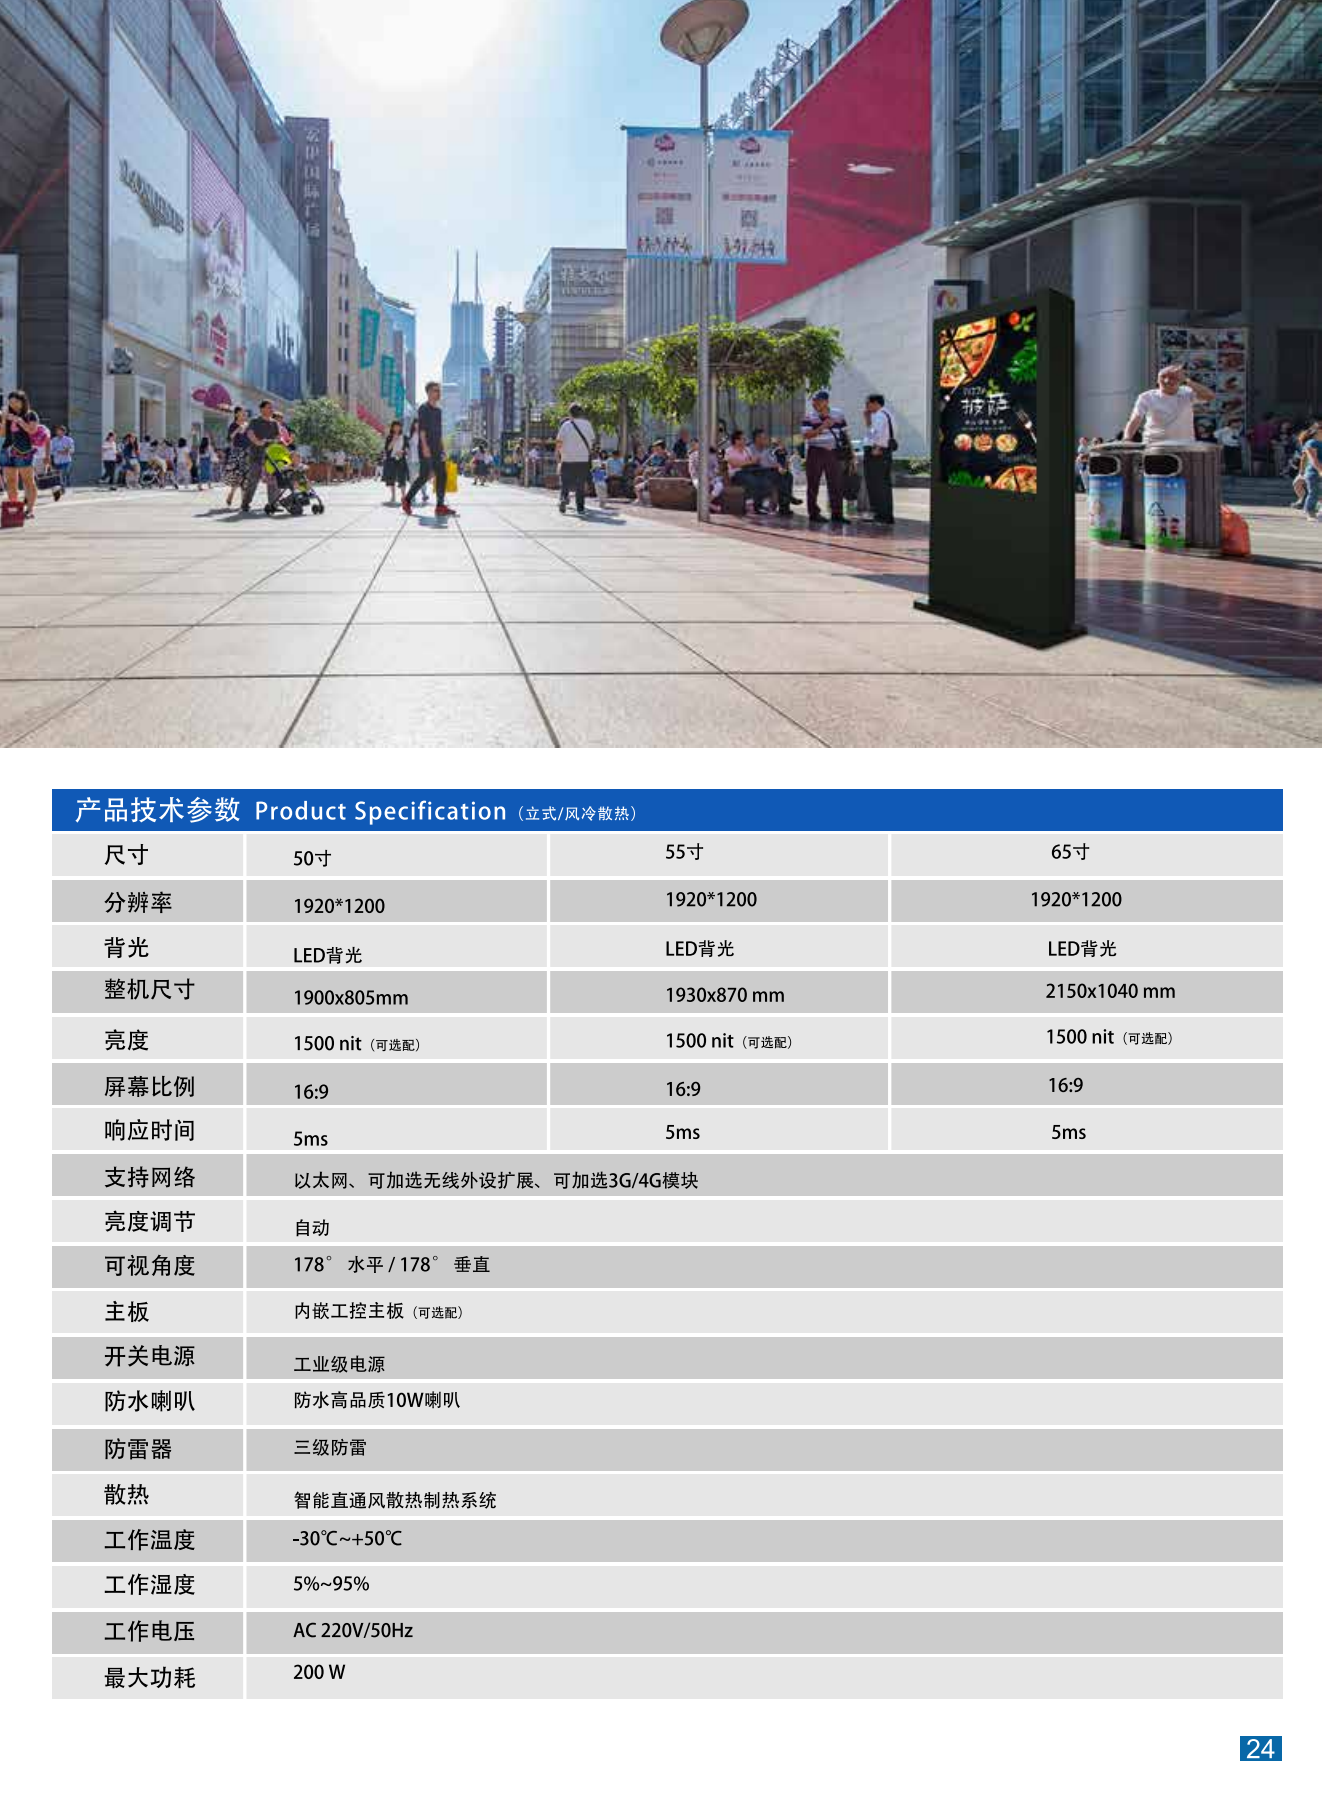 宏伊国际广场
披萨
产品技术参数 Product Specification（立式/风冷散热）
尺寸 50寸 55寸 65寸
分辨率 1920*1200 1920*1200 1920*1200
背光 LED背光 LED背光 LED背光
整机尺寸 1900x805mm 1930x870 mm 2150x1040 mm
亮度 1500 nit（可选配） 1500 nit（可选配） 1500 nit（可选配）
屏幕比例 16:9 16:9 16:9
响应时间 5ms 5ms 5ms
支持网络 以太网、可加选无线外设扩展、可加选3G/4G模块
亮度调节 自动
可视角度 178° 水平 / 178° 垂直
主板 内嵌工控主板（可选配）
开关电源 工业级电源
防水喇叭 防水高品质10W喇叭
防雷器 三级防雷
散热 智能直通风散热制热系统
工作温度 -30℃~+50℃
工作湿度 5%~95%
工作电压 AC 220V/50Hz
最大功耗 200 W
24